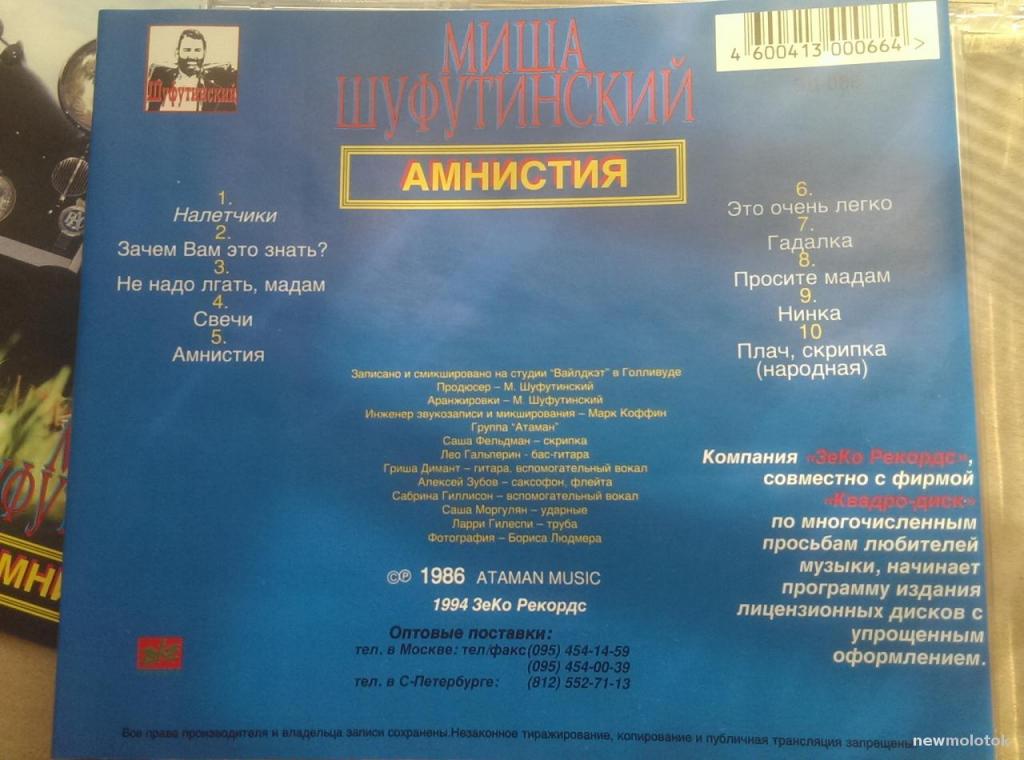 Шуфутинский
МИША
ШУФУТИНСКИЙ
АМНИСТИЯ
4 600413 000664 >
1.
Налетчики
2.
Зачем Вам это знать?
3.
Не надо лгать, мадам
4.
Свечи
5.
Амнистия
6.
Это очень легко
7.
Гадалка
8.
Просите мадам
9.
Нинка
10
Плач, скрипка
(народная)
Записано и смикшировано на студии "Вайлдкэт" в Голливуде
Продюсер – М. Шуфутинский
Аранжировки – М. Шуфутинский
Инженер звукозаписи и микширования – Марк Коффин
Группа "Атаман"
Саша Фельдман – скрипка
Лео Гальперин - бас-гитара
Гриша Димант – гитара, вспомогательный вокал
Алексей Зубов – саксофон, флейта
Сабрина Гиллисон – вспомогательный вокал
Саша Моргулян – ударные
Ларри Гилеспи – труба
Фотография – Бориса Людмера
©℗ 1986 ATAMAN MUSIC
1994 ЗеКо Рекордс
Оптовые поставки:
тел. в Москве: тел/факс(095) 454-14-59
(095) 454-00-39
тел. в С-Петербурге: (812) 552-71-13
Компания «ЗеКо Рекордс»,
совместно с фирмой
«Квадро-диск»
по многочисленным
просьбам любителей
музыки, начинает
программу издания
лицензионных дисков с
упрощенным
оформлением.
Все права производителя и владельца записи сохранены.Незаконное тиражирование, копирование и публичная трансляция запрещены
newmolotok